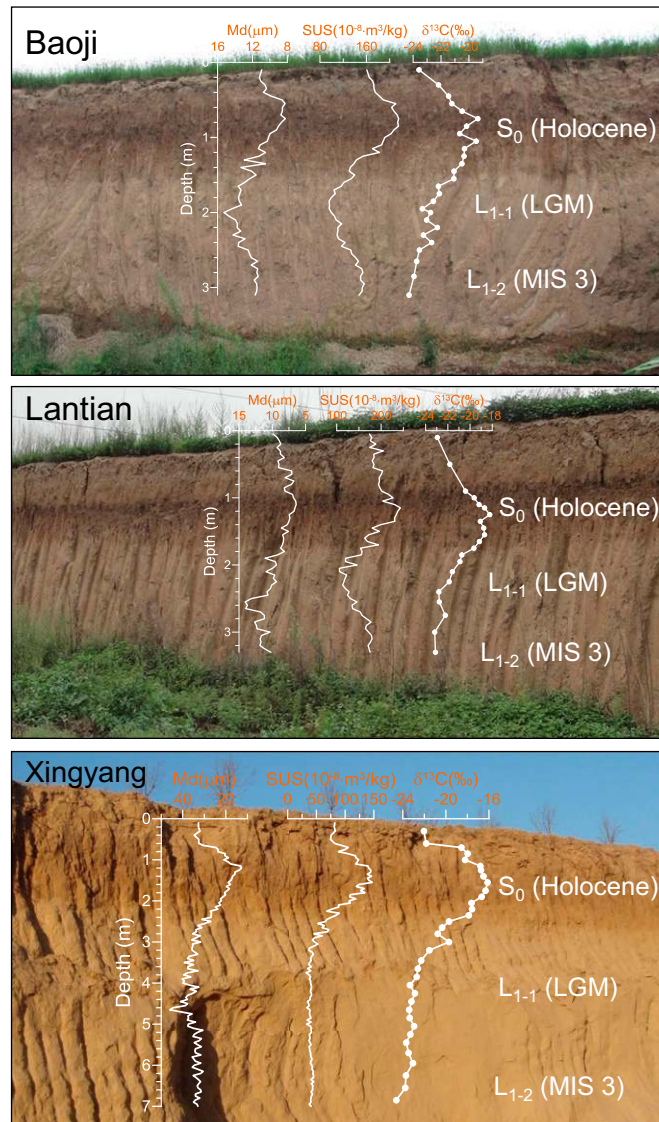 Baoji
Md(μm) SUS(10⁻⁸·m³/kg) δ¹³C(‰)
16 12 8 80 160 -24 -22 20
0
1
2
3
Depth (m)
S₀ (Holocene)
L₁₋₁ (LGM)
L₁₋₂ (MIS 3)
Lantian
Md(μm) SUS(10⁻⁸·m³/kg) δ¹³C(‰)
15 10 5 100 200 -24 -22 -20 -18
0
1
2
3
Depth (m)
S₀ (Holocene)
L₁₋₁ (LGM)
L₁₋₂ (MIS 3)
Xingyang
Md(μm) SUS(10⁻⁸·m³/kg) δ¹³C(‰)
40 0 50 100 150 -24 -20 -16
0
1
2
3
4
5
6
7
Depth (m)
S₀ (Holocene)
L₁₋₁ (LGM)
L₁₋₂ (MIS 3)